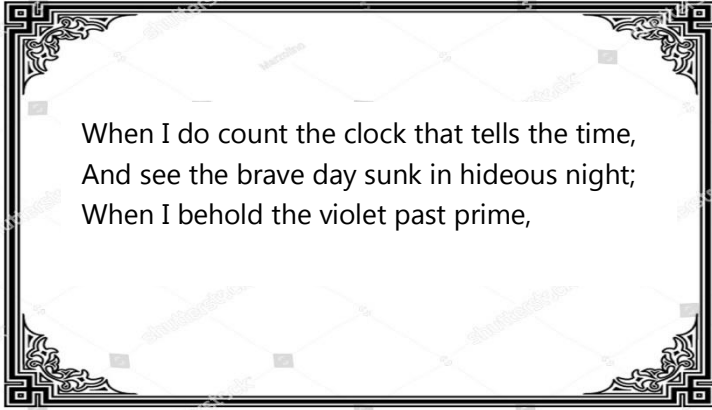 When I do count the clock that tells the time,
And see the brave day sunk in hideous night;
When I behold the violet past prime,